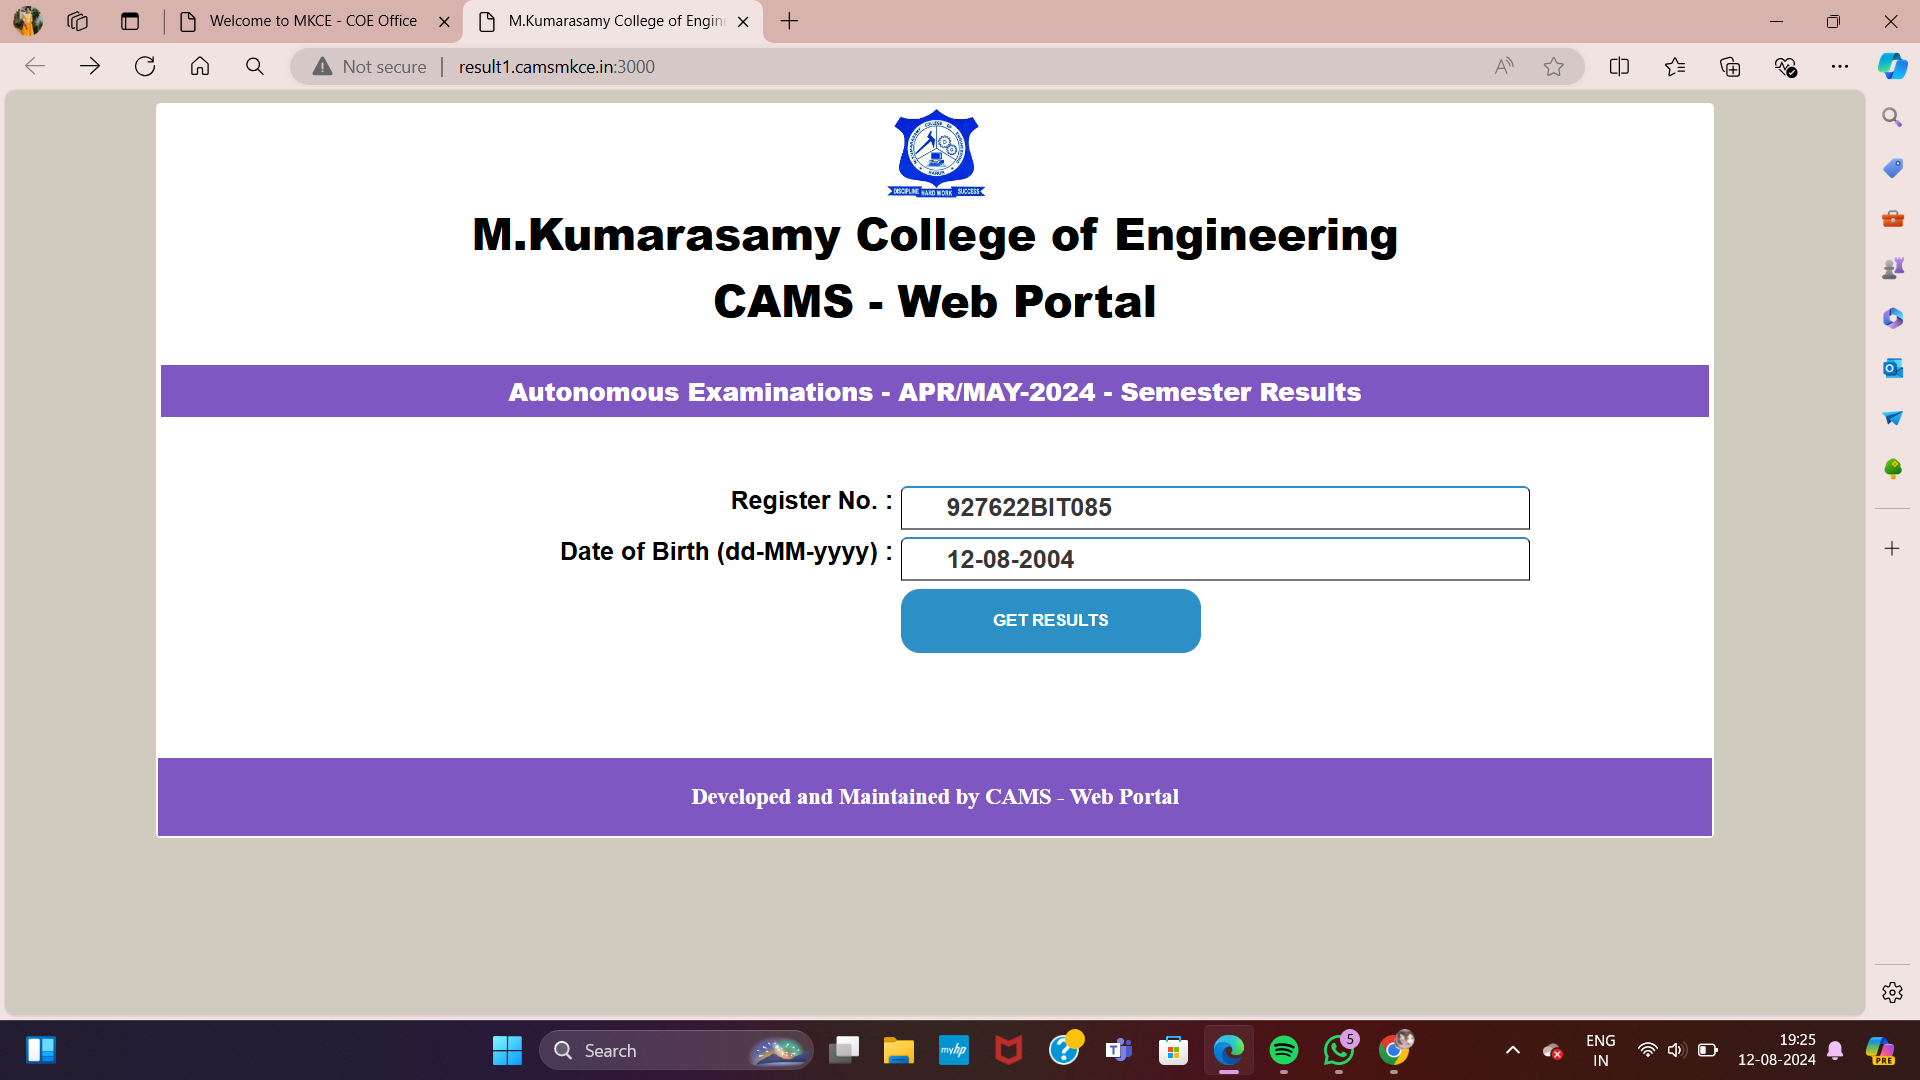 Welcome to MKCE - COE Office
M.Kumarasamy College of Engin
Not secure
result1.camsmkce.in:3000
DISCIPLINE HARD WORK SUCCESS
M.Kumarasamy College of Engineering
CAMS - Web Portal
Autonomous Examinations - APR/MAY-2024 - Semester Results
Register No. : 927622BIT085
Date of Birth (dd-MM-yyyy) : 12-08-2004
GET RESULTS
Developed and Maintained by CAMS - Web Portal
Search
myhp
5
ENG
IN
19:25
12-08-2024
PRE